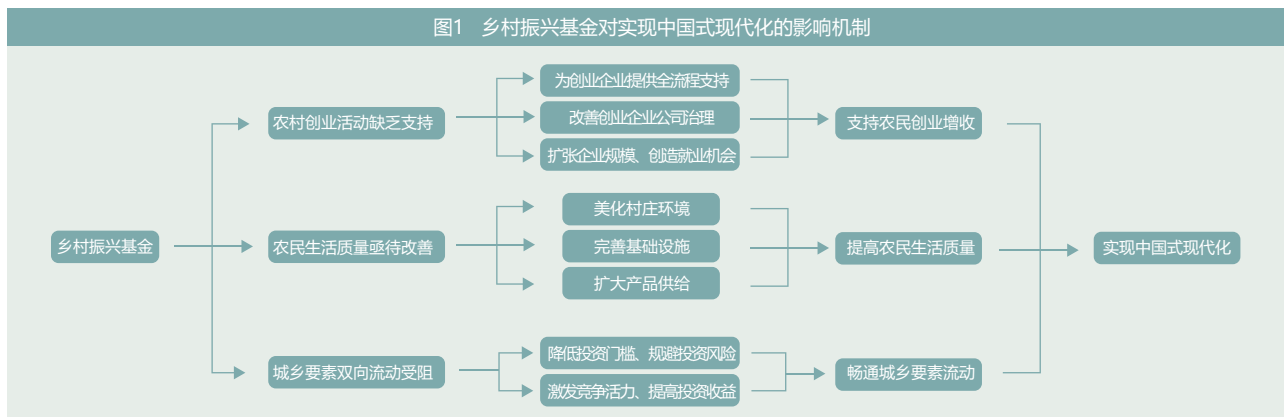 图1 乡村振兴基金对实现中国式现代化的影响机制
乡村振兴基金
农村创业活动缺乏支持
为创业企业提供全流程支持
改善创业企业公司治理
扩张企业规模、创造就业机会
支持农民创业增收
农民生活质量亟待改善
美化村庄环境
完善基础设施
扩大产品供给
提高农民生活质量
城乡要素双向流动受阻
降低投资门槛、规避投资风险
激发竞争活力、提高投资收益
畅通城乡要素流动
实现中国式现代化